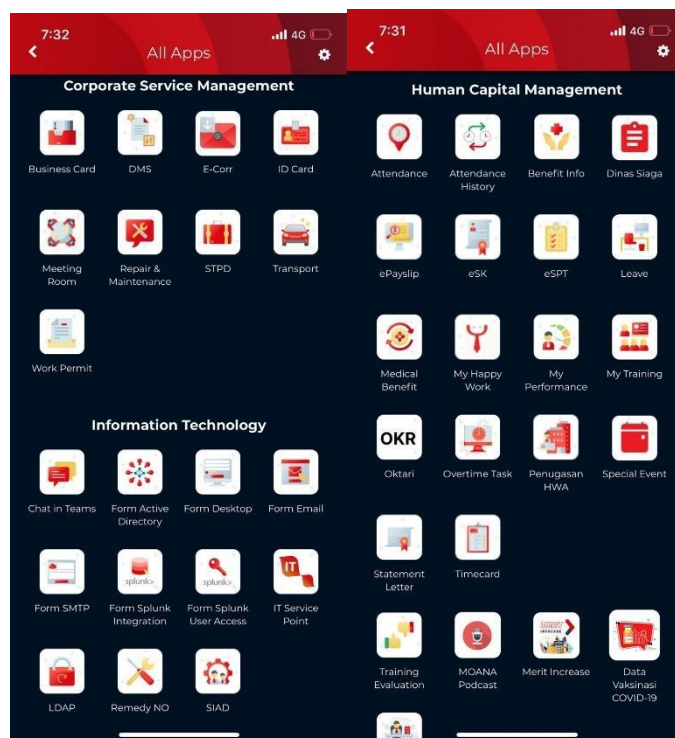 7:32
4G
All Apps
Corporate Service Management
Business Card
DMS
E-Corr
ID Card
Meeting
Room
Repair &
Maintenance
STPD
Transport
Work Permit
Information Technology
Chat in Teams
Form Active
Directory
Form Desktop
Form Email
splunk>
splunk>
IT
Form SMTP
Form Splunk
Integration
Form Splunk
User Access
IT Service
Point
LDAP
Remedy NO
SIAD
7:31
4G
All Apps
Human Capital Management
Attendance
Attendance
History
Benefit Info
Dinas Siaga
ePayslip
eSK
eSPT
Leave
Medical
Benefit
My Happy
Work
My
Performance
My Training
OKR
Oktari
Overtime Task
Penugasan
HWA
Special Event
Statement
Letter
Timecard
INCREASE
Training
Evaluation
MOANA
Podcast
Merit Increase
Data
Vaksinasi
COVID-19